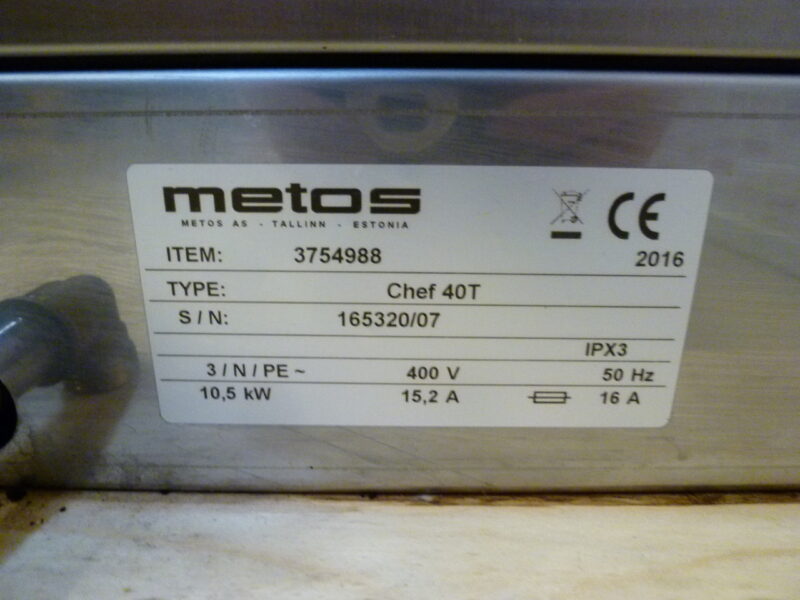 metos
METOS AS - TALLINN - ESTONIA
CE
ITEM: 3754988 2016
TYPE: Chef 40T
S / N: 165320/07
IPX3
3 / N / PE ~ 400 V 50 Hz
10,5 kW 15,2 A 16 A